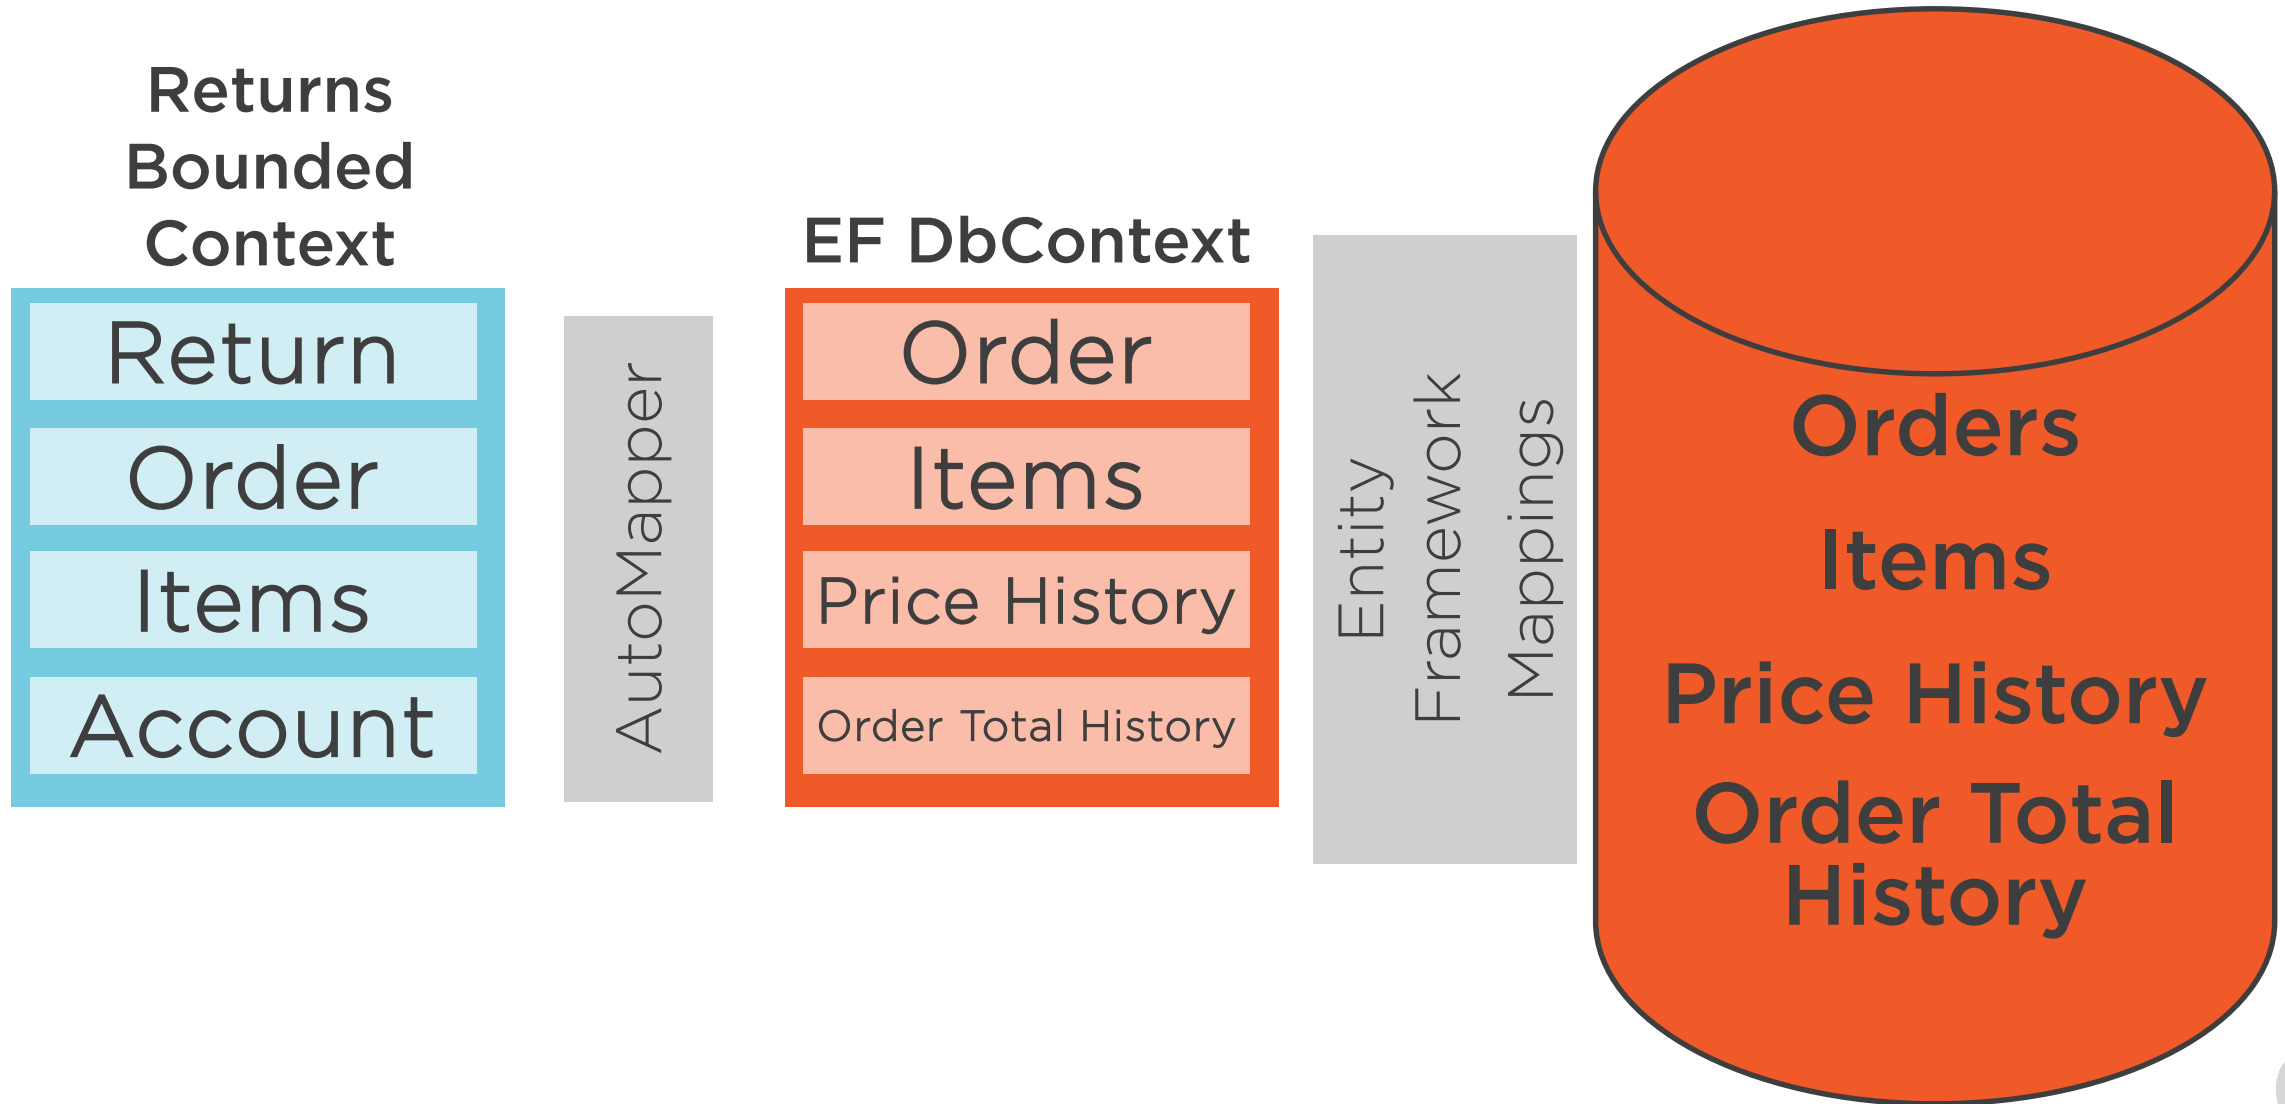 Returns
Bounded
Context
Return
Order
Items
Account
AutoMapper
EF DbContext
Order
Items
Price History
Order Total History
Entity
Framework
Mappings
Orders
Items
Price History
Order Total
History